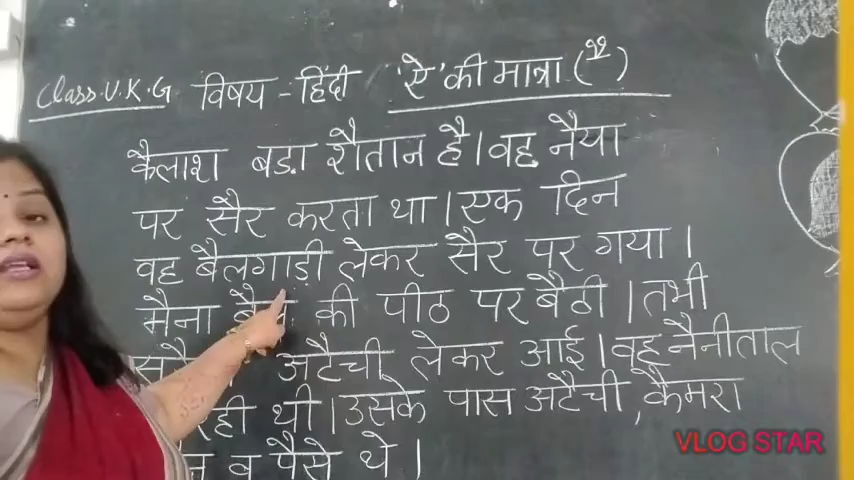 Class.U.K.G विषय - हिंदी 'ऐ' की मात्रा (ै)
कैलाश बड़ा शैतान है। वह नैया
पर सैर करता था। एक दिन
वह बैलगाड़ी लेकर सैर पर गया।
मैना की पीठ पर बैठी। तभी
अटैची लेकर आई। वह नैनीताल
रही थी। उसके पास अटैची, कैमरा
व पैसे थे।
VLOG STAR